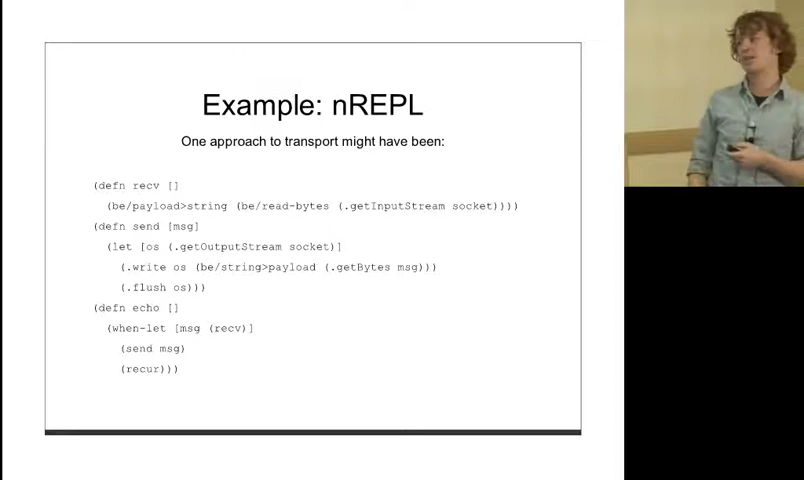 Example: nREPL
One approach to transport might have been:
(defn recv []
(be/payload>string (be/read-bytes (.getInputStream socket))))
(defn send [msg]
(let [os (.getOutputStream socket)]
(.write os (be/string>payload (.getBytes msg)))
(.flush os)))
(defn echo []
(when-let [msg (recv)]
(send msg)
(recur)))